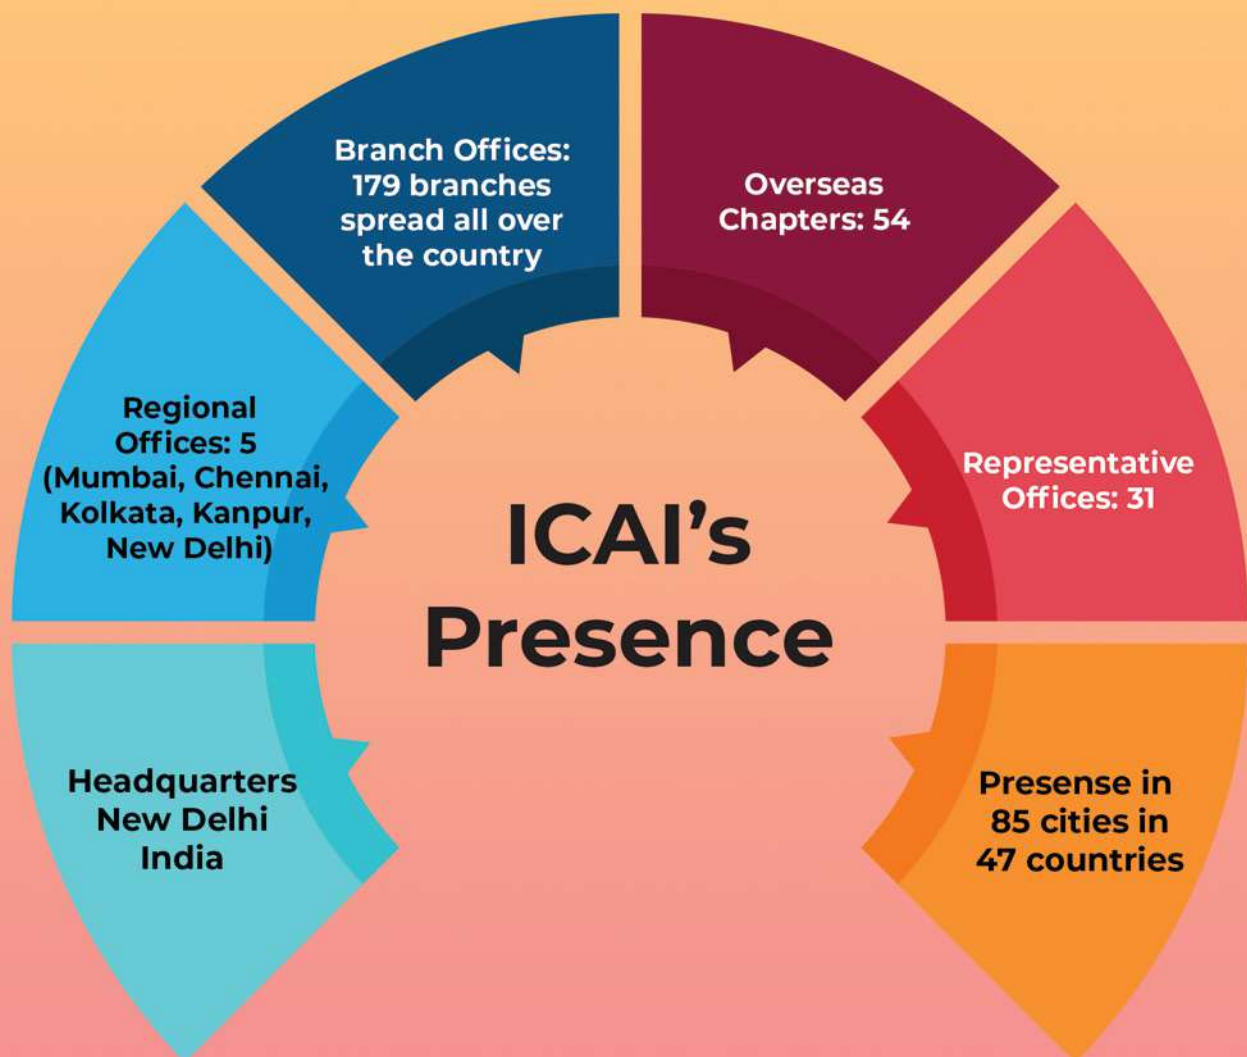 Branch Offices:
179 branches
spread all over
the country
Overseas
Chapters: 54
Regional
Offices: 5
(Mumbai, Chennai,
Kolkata, Kanpur,
New Delhi)
Representative
Offices: 31
ICAI’s
Presence
Headquarters
New Delhi
India
Presense in
85 cities in
47 countries